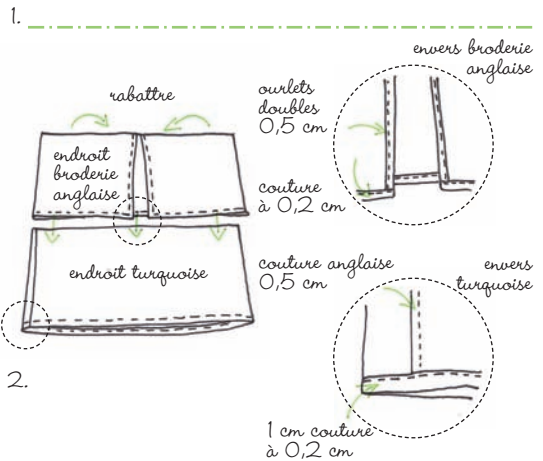 1.
envers broderie
anglaise
rabattre
ourlets
doubles
0,5 cm
endroit
broderie
anglaise
couture
à 0,2 cm
endroit turquoise
couture anglaise
0,5 cm
envers
turquoise
2.
1 cm couture
à 0,2 cm